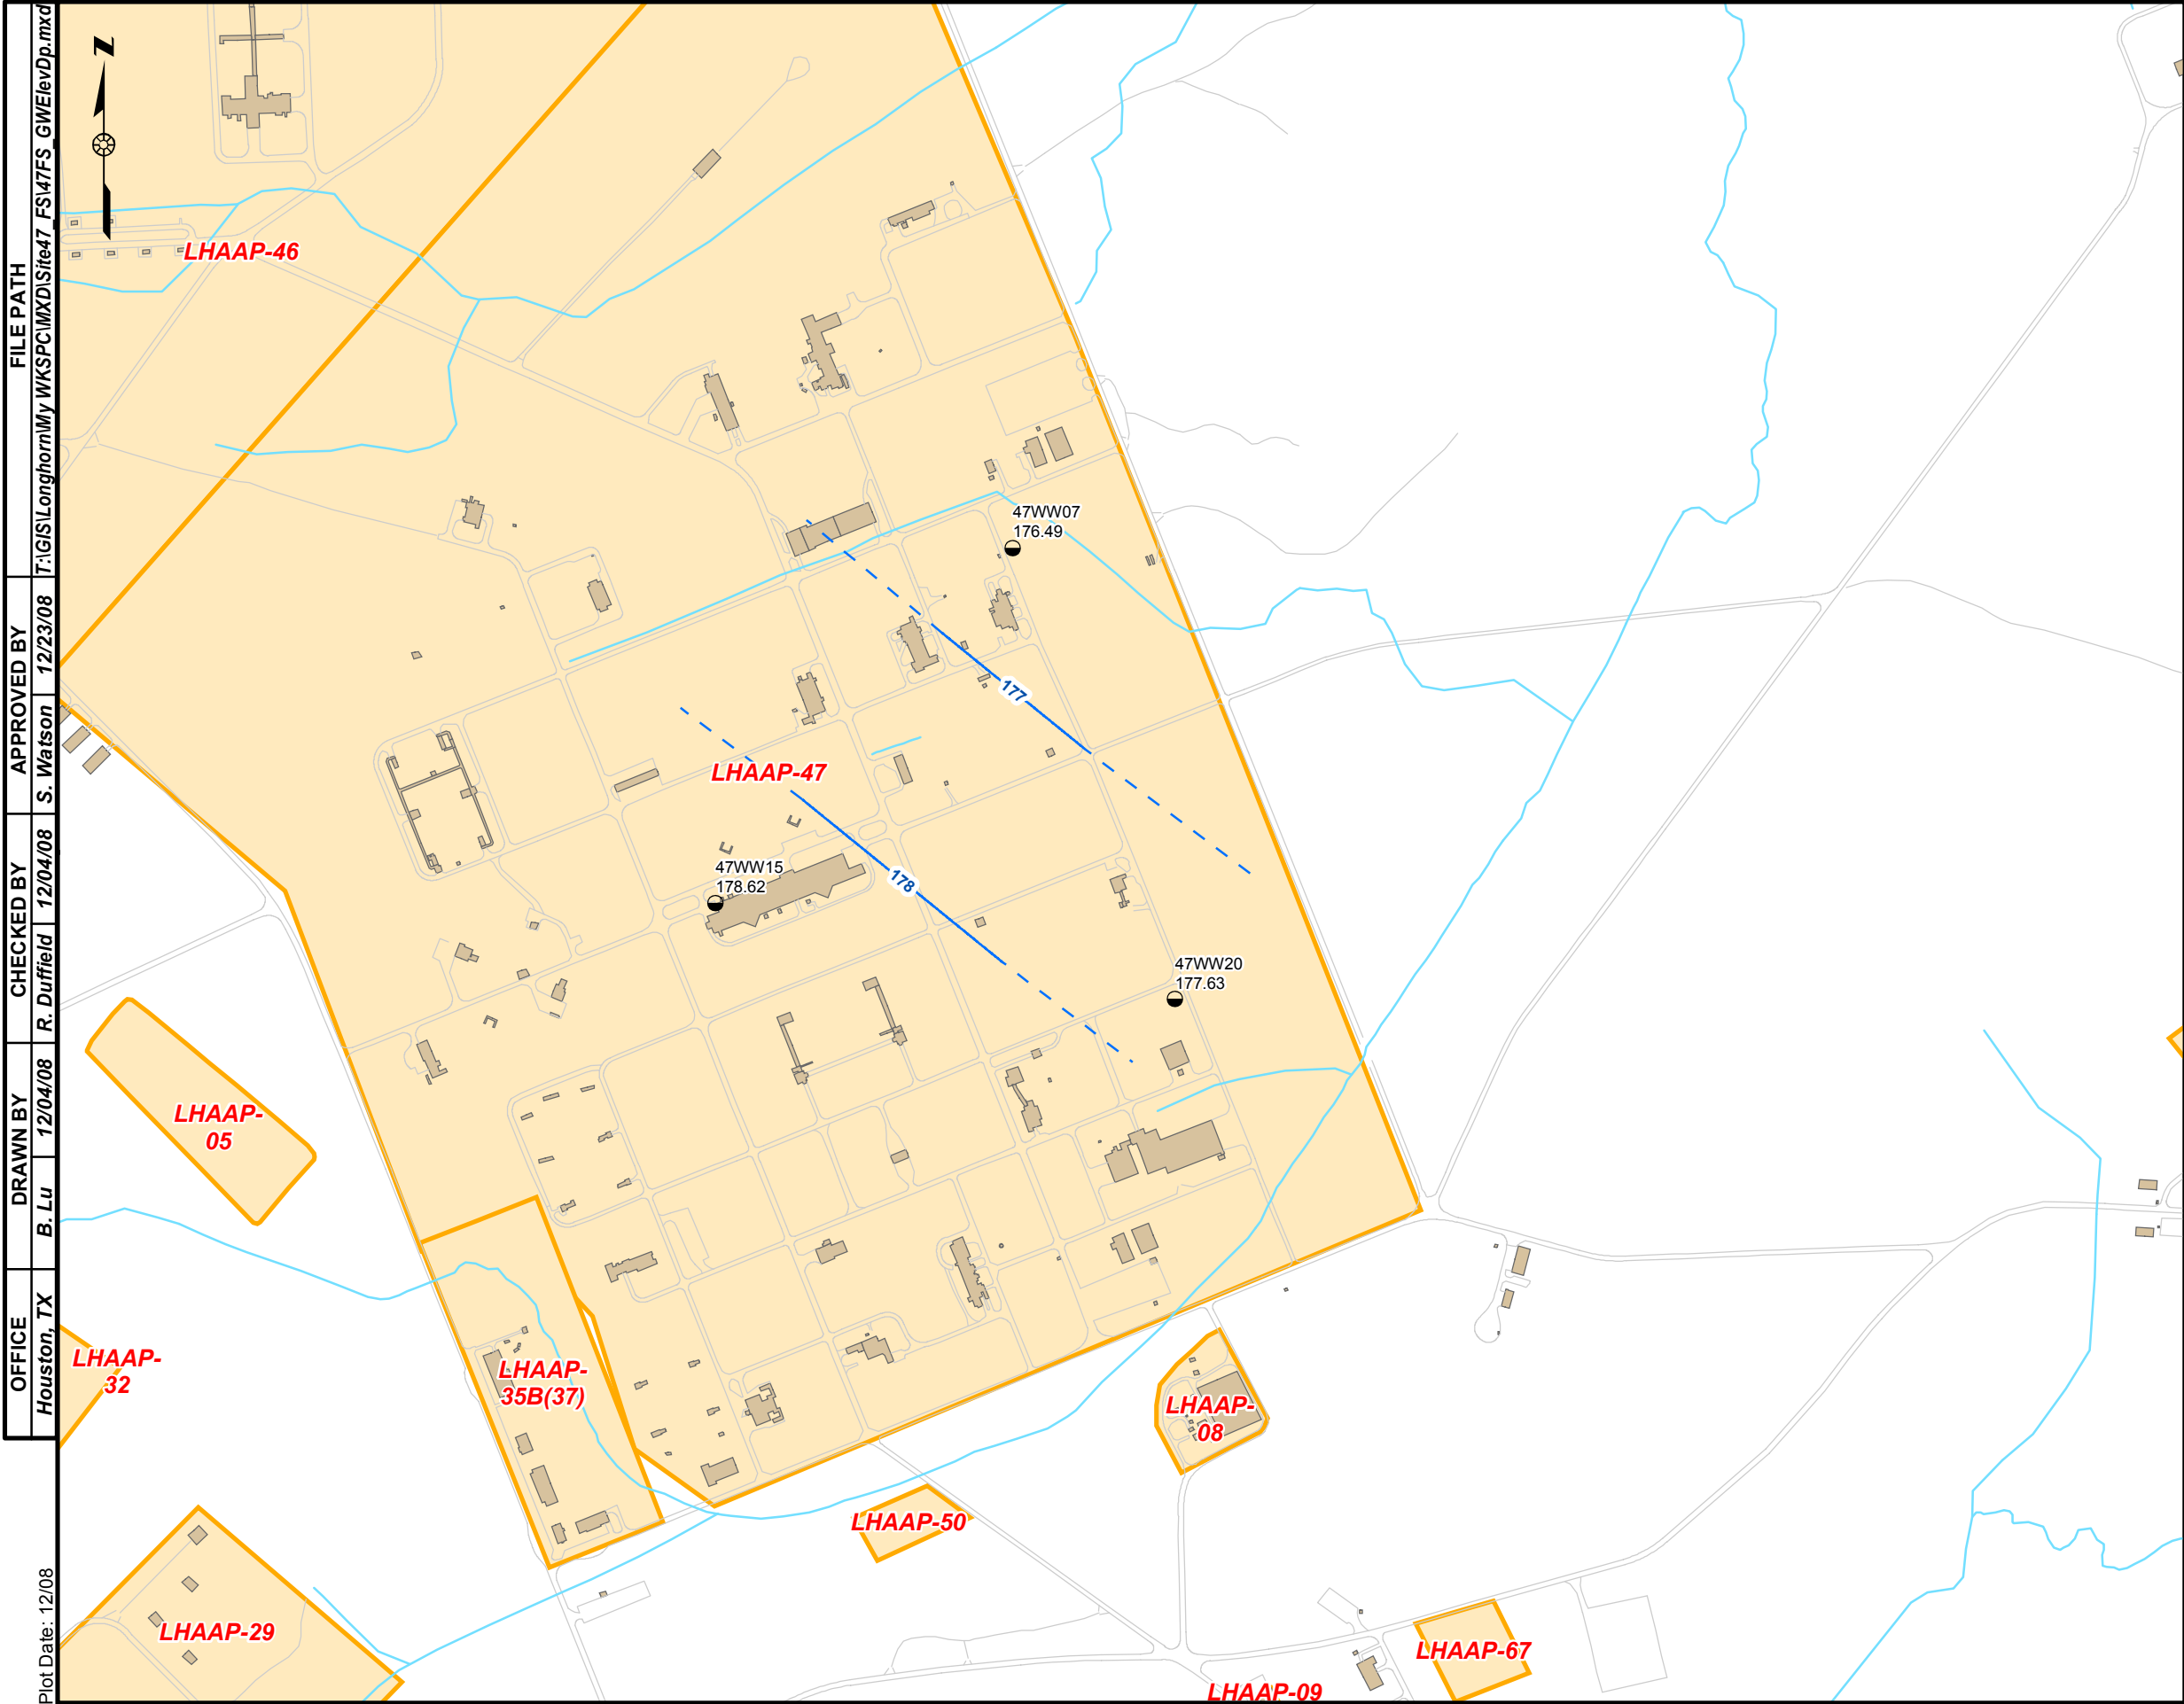 FILE PATH
T:\GIS\Longhorn\My WKSPC\MXD\Site47_FS\47FS_GWElevDp.mxd
APPROVED BY
S. Watson 12/23/08
CHECKED BY
R. Duffield 12/04/08
DRAWN BY
B. Lu 12/04/08
OFFICE
Houston, TX
Plot Date: 12/08
N
LHAAP-46
47WW07
176.49
177
LHAAP-47
47WW15
178.62
178
47WW20
177.63
LHAAP-
05
LHAAP-
32
LHAAP-
35B(37)
LHAAP-
08
LHAAP-50
LHAAP-29
LHAAP-67
LHAAP-09